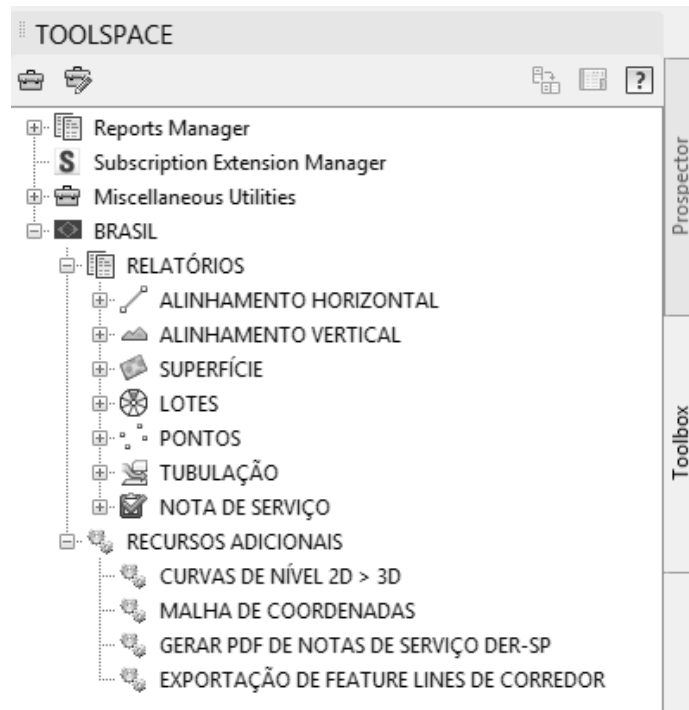 TOOLSPACE
?
Reports Manager
S Subscription Extension Manager
Miscellaneous Utilities
BRASIL
RELATÓRIOS
ALINHAMENTO HORIZONTAL
ALINHAMENTO VERTICAL
SUPERFÍCIE
LOTES
PONTOS
TUBULAÇÃO
NOTA DE SERVIÇO
RECURSOS ADICIONAIS
CURVAS DE NÍVEL 2D > 3D
MALHA DE COORDENADAS
GERAR PDF DE NOTAS DE SERVIÇO DER-SP
EXPORTAÇÃO DE FEATURE LINES DE CORREDOR
Prospector
Toolbox